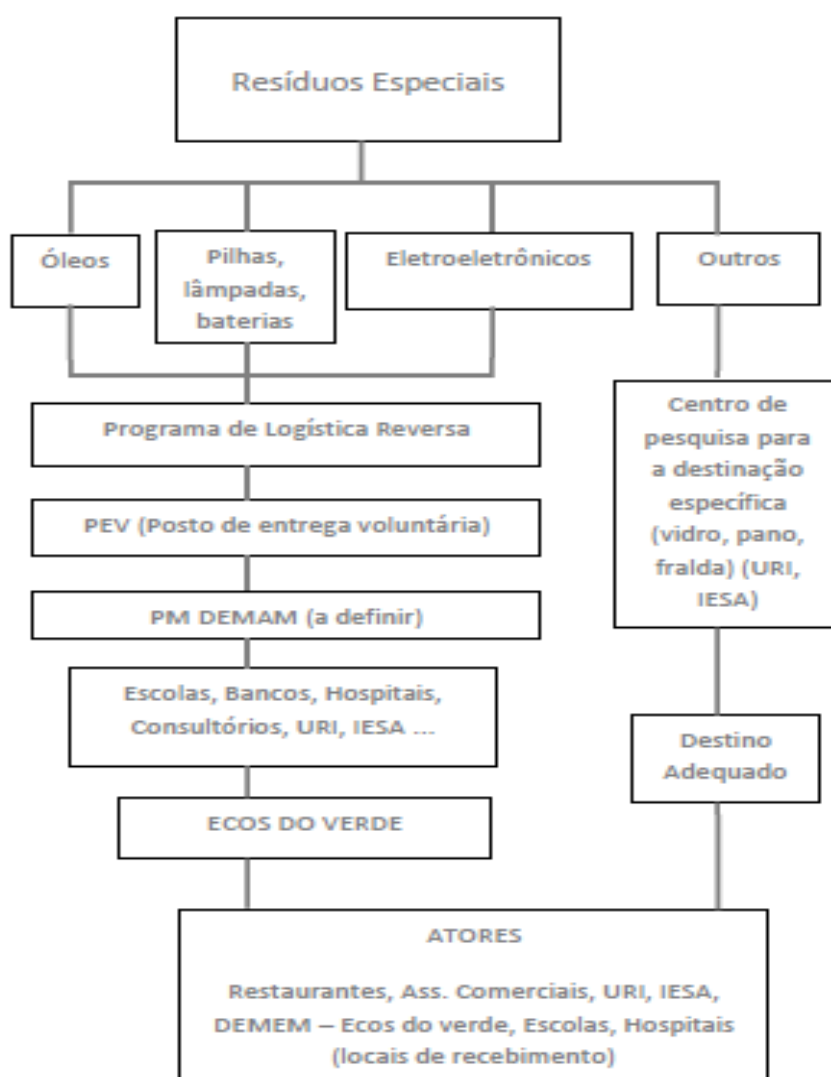 Resíduos Especiais
Óleos
Pilhas,
lâmpadas,
baterias
Eletroeletrônicos
Outros
Programa de Logística Reversa
PEV (Posto de entrega voluntária)
PM DEMAM (a definir)
Escolas, Bancos, Hospitais,
Consultórios, URI, IESA ...
ECOS DO VERDE
Centro de
pesquisa para
a destinação
específica
(vidro, pano,
fralda) (URI,
IESA)
Destino
Adequado
ATORES
Restaurantes, Ass. Comerciais, URI, IESA,
DEMEM – Ecos do verde, Escolas, Hospitais
(locais de recebimento)